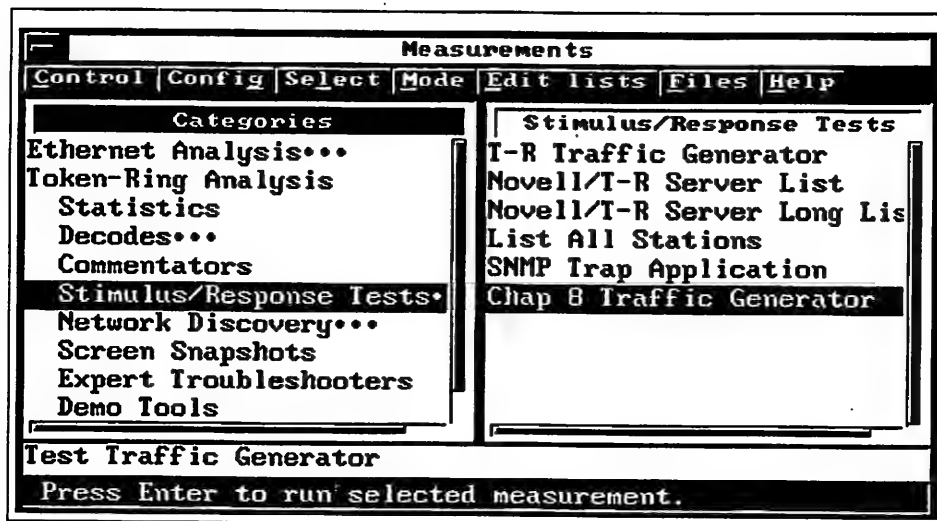 Measurements
Control Config Select Mode Edit lists Files Help
Categories
Ethernet Analysis•••
Token-Ring Analysis
Statistics
Decodes•••
Commentators
Stimulus/Response Tests•
Network Discovery•••
Screen Snapshots
Expert Troubleshooters
Demo Tools
Stimulus/Response Tests
T-R Traffic Generator
Novell/T-R Server List
Novell/T-R Server Long Lis
List All Stations
SNMP Trap Application
Chap 8 Traffic Generator
Test Traffic Generator
Press Enter to run selected measurement.